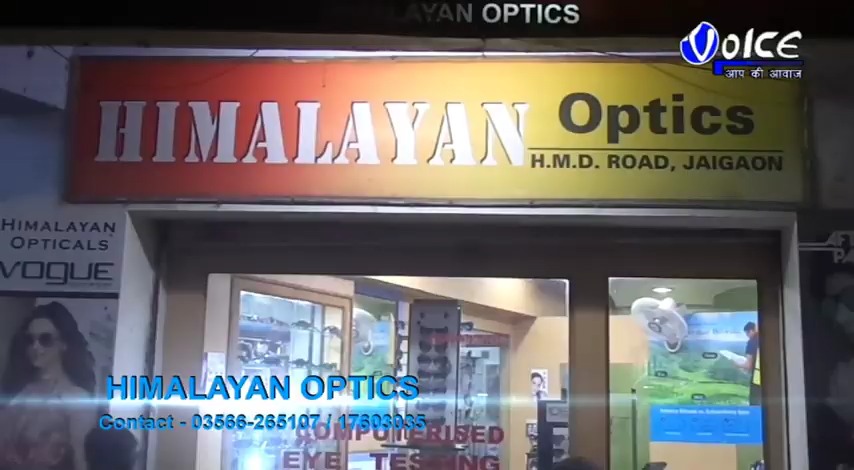 HIMALAYAN OPTICS
VOICE
आप की आवाज
HIMALAYAN Optics
H.M.D. ROAD, JAIGAON
HIMALAYAN
OPTICALS
VOGUE
HIMALAYAN OPTICS
Contact - 03566-265107 / 17603035
COMPUTERISED
EYE TESTING